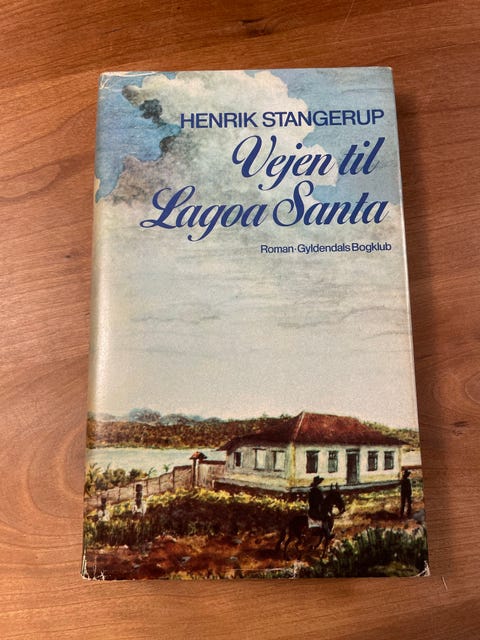 HENRIK STANGERUP
Vejen til
Lagoa Santa
Roman·Gyldendals Bogklub